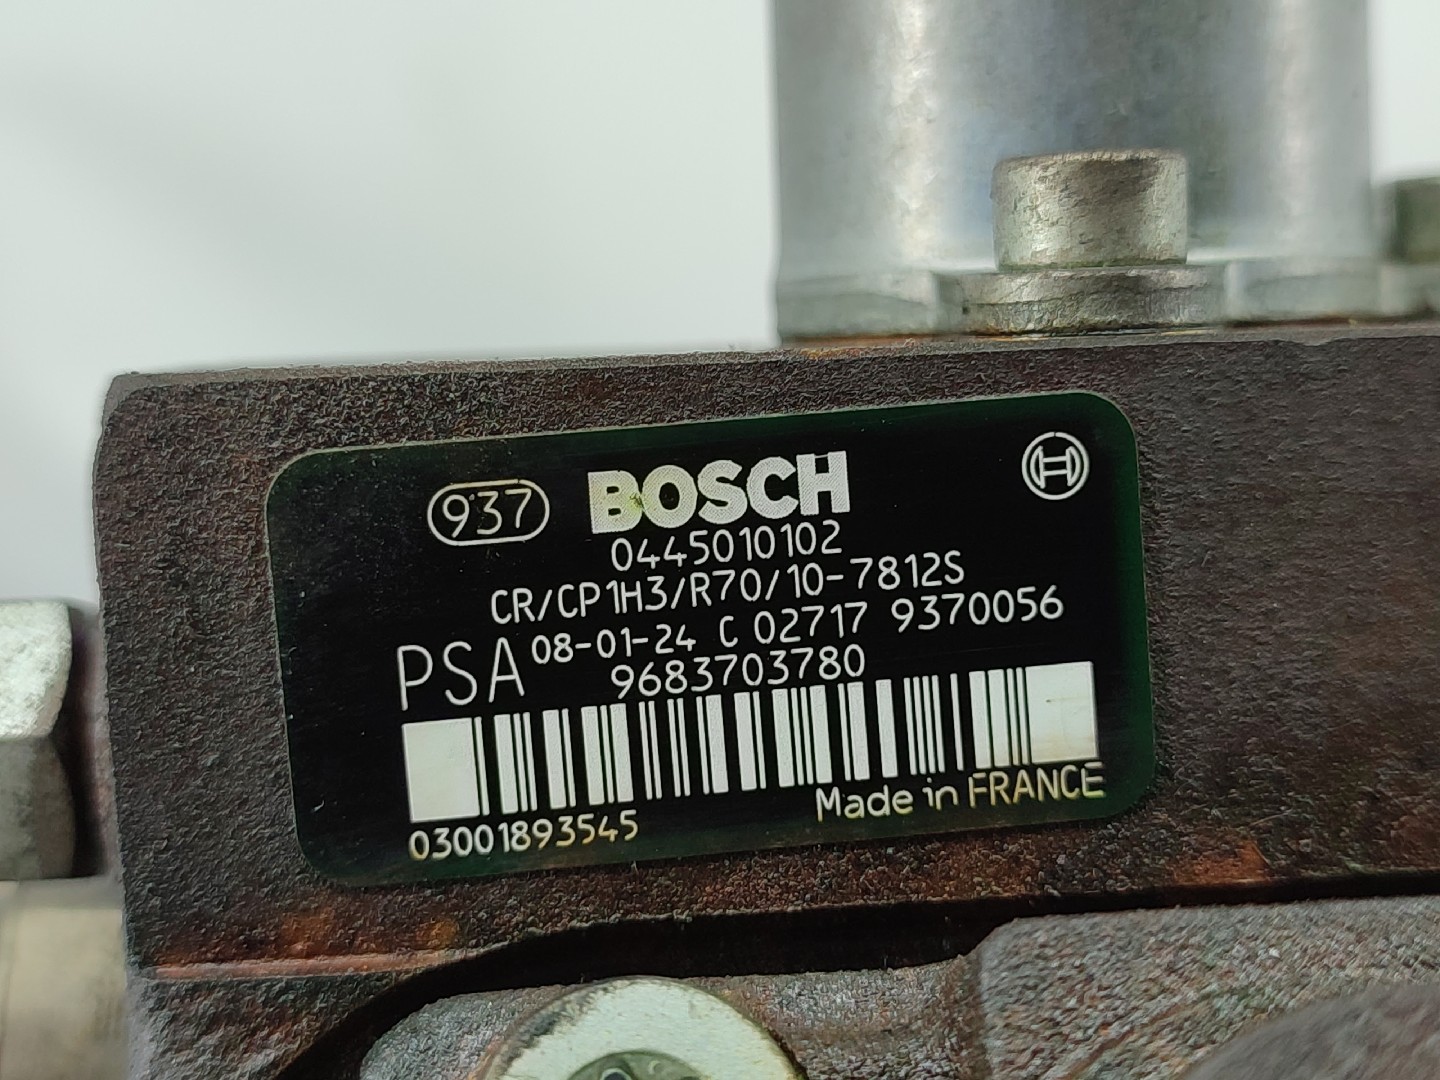 937 BOSCH
0445010102
CR/CP1H3/R70/10-7812S
PSA 08-01-24 C 02717 9370056
9683703780
03001893545
Made in FRANCE